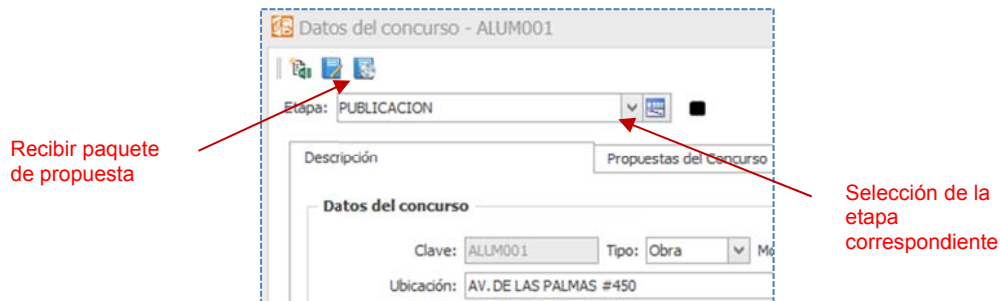 Datos del concurso - ALUM001
Etapa: PUBLICACION
Recibir paquete
de propuesta
Descripción
Propuestas del Concurso
Selección de la
etapa
correspondiente
Datos del concurso
Clave: ALUM001 Tipo: Obra
Ubicación: AV. DE LAS PALMAS #450